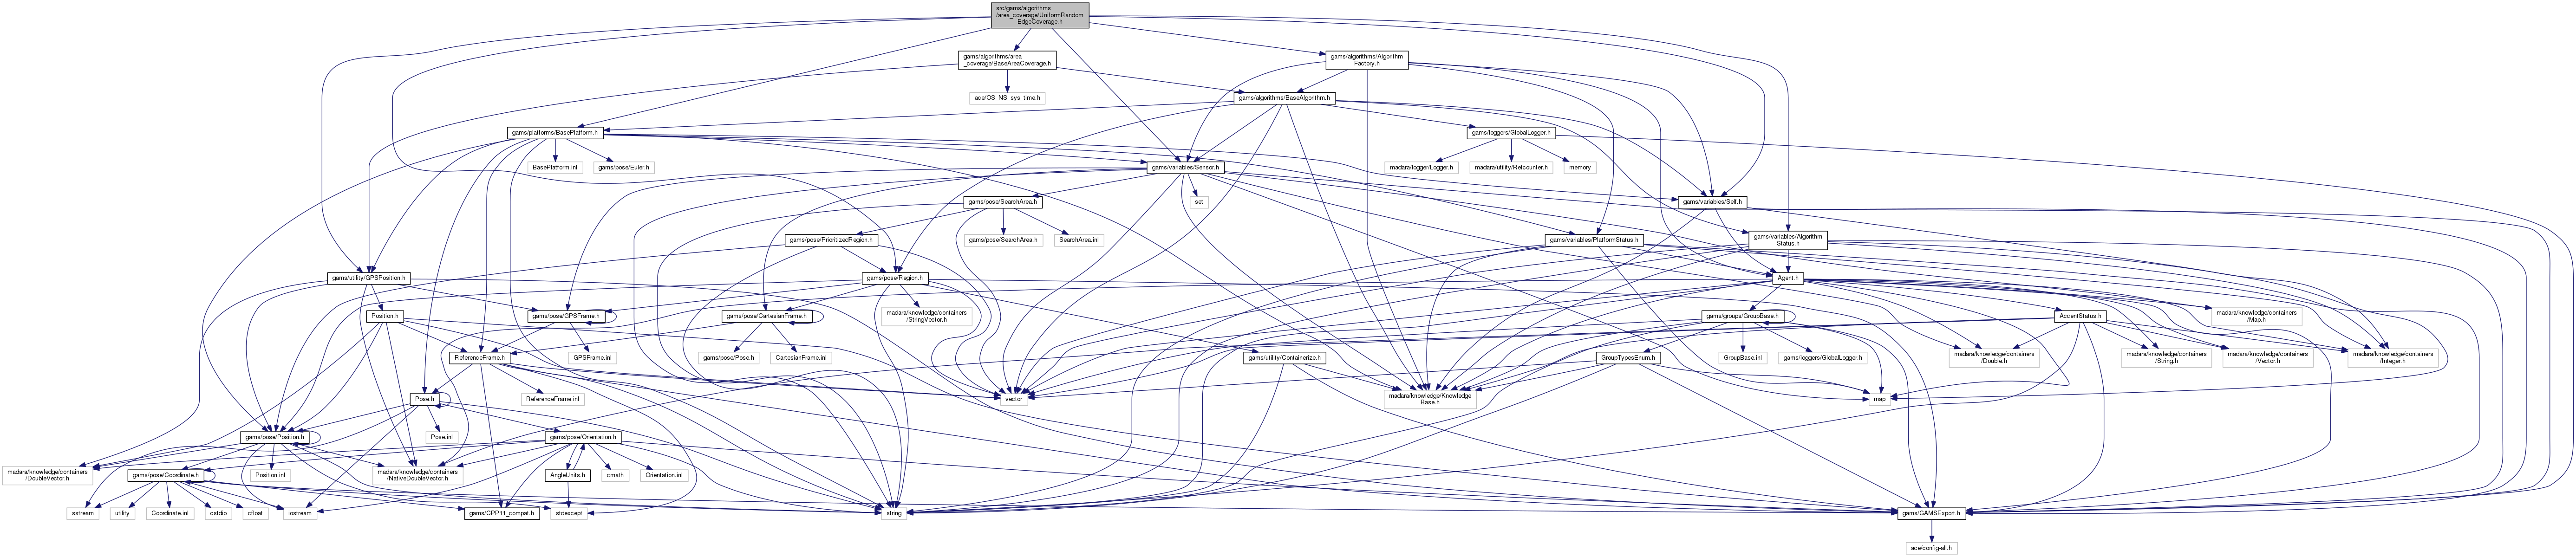 src/gams/algorithms
/area_coverage/UniformRandom
EdgeCoverage.h
gams/algorithms/area
_coverage/BaseAreaCoverage.h
gams/algorithms/Algorithm
Factory.h
ace/OS_NS_sys_time.h
gams/algorithms/BaseAlgorithm.h
gams/platforms/BasePlatform.h
gams/loggers/GlobalLogger.h
BasePlatform.inl
gams/pose/Euler.h
gams/variables/Sensor.h
madara/logger/Logger.h
madara/utility/Refcounter.h
memory
gams/pose/SearchArea.h
set
gams/variables/Self.h
gams/pose/PrioritizedRegion.h
gams/pose/SearchArea.h
SearchArea.inl
gams/variables/PlatformStatus.h
gams/variables/Algorithm
Status.h
gams/utility/GPSPosition.h
gams/pose/Region.h
Agent.h
Position.h
gams/pose/GPSFrame.h
gams/pose/CartesianFrame.h
madara/knowledge/containers
/StringVector.h
gams/groups/GroupBase.h
AccentStatus.h
madara/knowledge/containers
/Map.h
ReferenceFrame.h
GPSFrame.inl
gams/pose/Pose.h
CartesianFrame.inl
gams/utility/Containerize.h
GroupTypesEnum.h
GroupBase.inl
gams/loggers/GlobalLogger.h
madara/knowledge/containers
/Double.h
madara/knowledge/containers
/String.h
madara/knowledge/containers
/Vector.h
madara/knowledge/containers
/Integer.h
Pose.h
ReferenceFrame.inl
vector
madara/knowledge/Knowledge
Base.h
map
gams/pose/Position.h
Pose.inl
gams/pose/Orientation.h
madara/knowledge/containers
/DoubleVector.h
gams/pose/Coordinate.h
Position.inl
madara/knowledge/containers
/NativeDoubleVector.h
AngleUnits.h
cmath
Orientation.inl
sstream
utility
Coordinate.inl
cstdio
cfloat
iostream
gams/CPP11_compat.h
stdexcept
string
gams/GAMSExport.h
ace/config-all.h